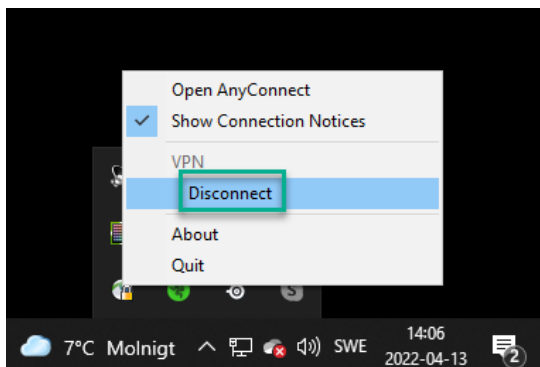 Open AnyConnect
Show Connection Notices
VPN
Disconnect
About
Quit
7°C Molnigt
SWE
14:06
2022-04-13
2